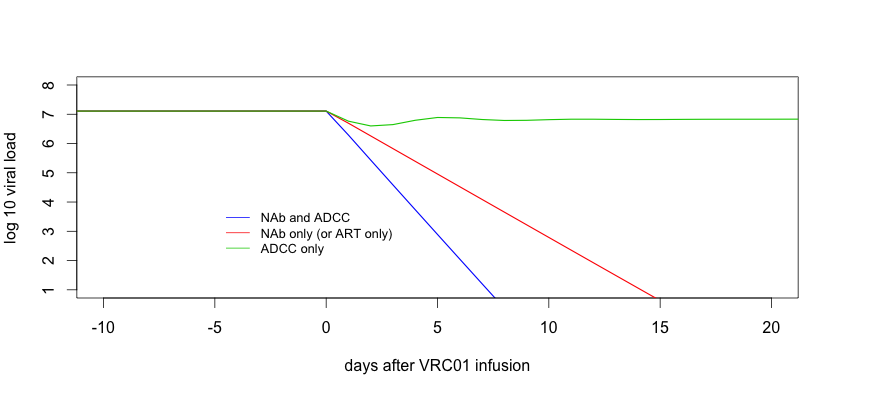 8
7
6
5
4
3
2
1
log 10 viral load
NAb and ADCC
NAb only (or ART only)
ADCC only
-10 -5 0 5 10 15 20
days after VRC01 infusion